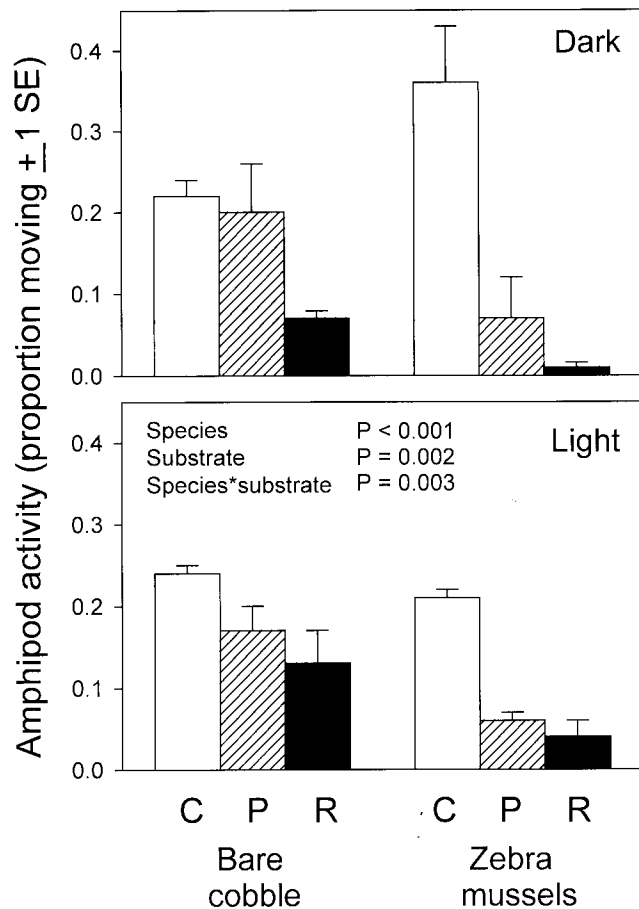 Amphipod activity (proportion moving ± 1 SE)
Dark
0.4
0.3
0.2
0.1
0.0
Light
Species P < 0.001
Substrate P = 0.002
Species*substrate P = 0.003
0.4
0.3
0.2
0.1
0.0
C P R C P R
Bare cobble
Zebra mussels